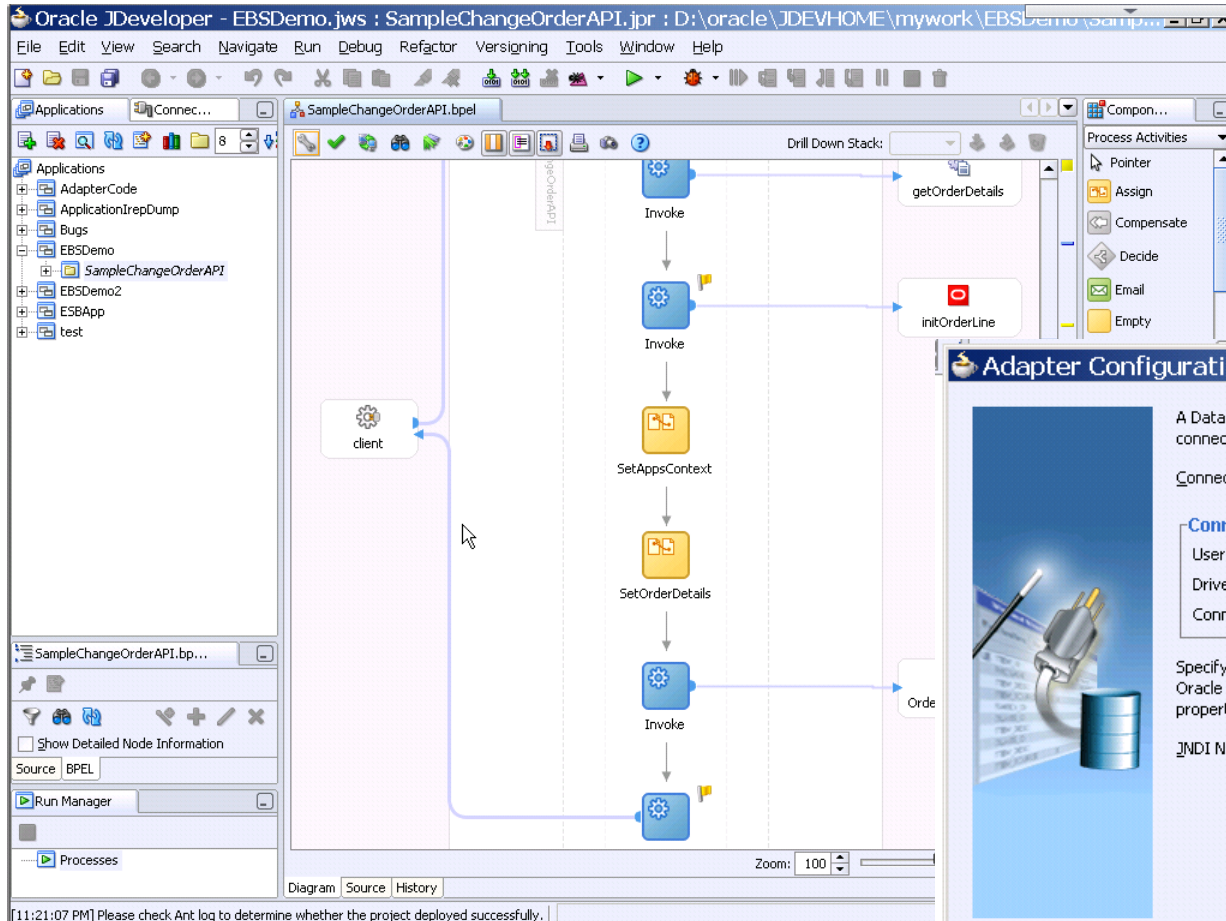 Oracle JDeveloper - EBSDemo.jws : SampleChangeOrderAPI.jpr : D:\oracle\JDEVHOME\mywork\EBSDemo\Samp...
File Edit View Search Navigate Run Debug Refactor Versioning Tools Window Help
Applications
Connec...
SampleChangeOrderAPI.bpel
Compon...
8
Drill Down Stack:
Process Activities
Applications
AdapterCode
ApplicationIrepDump
Bugs
EBSDemo
SampleChangeOrderAPI
EBSDemo2
ESBApp
test
client
Invoke
Invoke
SetAppsContext
SetOrderDetails
Invoke
getOrderDetails
initOrderLine
Orde
Pointer
Assign
Compensate
Decide
Email
Empty
Adapter Configurati
A Data
connec
Connec
Conn
User
Drive
Conn
Specify
Oracle
propert
JNDI N
SampleChangeOrderAPI.bp...
Show Detailed Node Information
Source BPEL
Run Manager
Processes
Zoom: 100
Diagram Source History
[11:21:07 PM] Please check Ant log to determine whether the project deployed successfully.